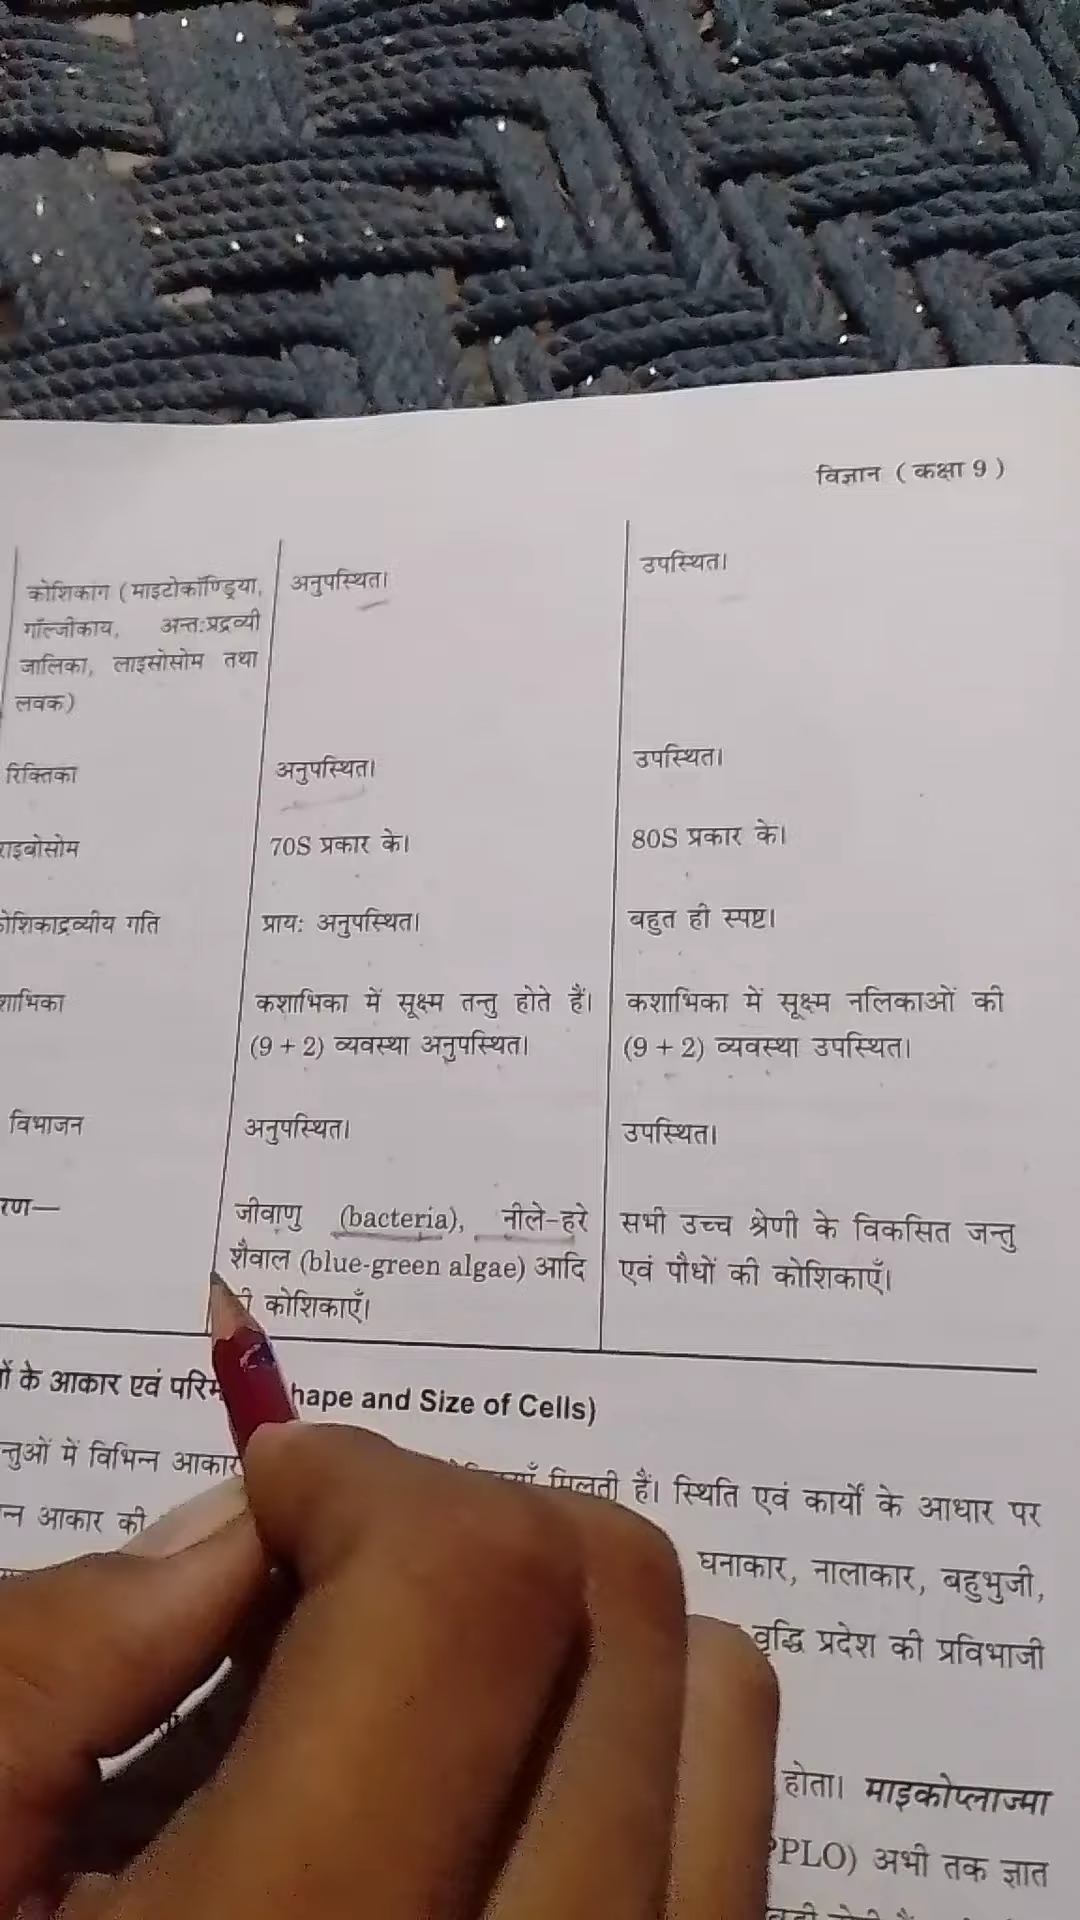 विज्ञान ( कक्षा 9 )
कोशिकांग ( माइटोकॉण्ड्रिया, अनुपस्थित। उपस्थित।
गॉल्जीकाय, अन्तःप्रद्रव्यी
जालिका, लाइसोसोम तथा
लवक)
रिक्तिका अनुपस्थित। उपस्थित।
राइबोसोम 70S प्रकार के। 80S प्रकार के।
कोशिकाद्रव्यीय गति प्रायः अनुपस्थित। बहुत ही स्पष्ट।
शाभिका कशाभिका में सूक्ष्म तन्तु होते हैं। कशाभिका में सूक्ष्म नलिकाओं की
(9 + 2) व्यवस्था अनुपस्थित। (9 + 2) व्यवस्था उपस्थित।
विभाजन अनुपस्थित। उपस्थित।
रण— जीवाणु (bacteria), नीले-हरे सभी उच्च श्रेणी के विकसित जन्तु
शैवाल (blue-green algae) आदि एवं पौधों की कोशिकाएँ।
कोशिकाएँ।
के आकार एवं hape and Size of Cells)
न्तुओं में विभिन्न आकार मिलती हैं। स्थिति एवं कार्यों के आधार पर
न्न आकार की
घनाकार, नालाकार, बहुभुजी,
वृद्धि प्रदेश की प्रविभाजी
होता। माइकोप्लाज्मा
PPLO) अभी तक ज्ञात